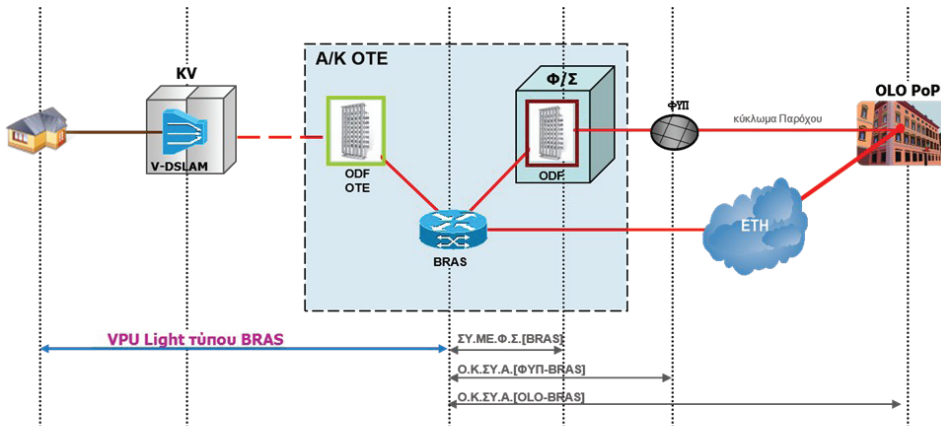 Α/Κ ΟΤΕ
KV
Φ/Σ
OLO PoP
ΦΥΠ
κύκλωμα Παρόχου
V-DSLAM
ODF
OTE
ODF
ETH
BRAS
VPU Light τύπου BRAS
ΣΥ.ΜΕ.Φ.Σ.[BRAS]
Ο.Κ.ΣΥ.Α.[ΦΥΠ-BRAS]
Ο.Κ.ΣΥ.Α.[OLO-BRAS]